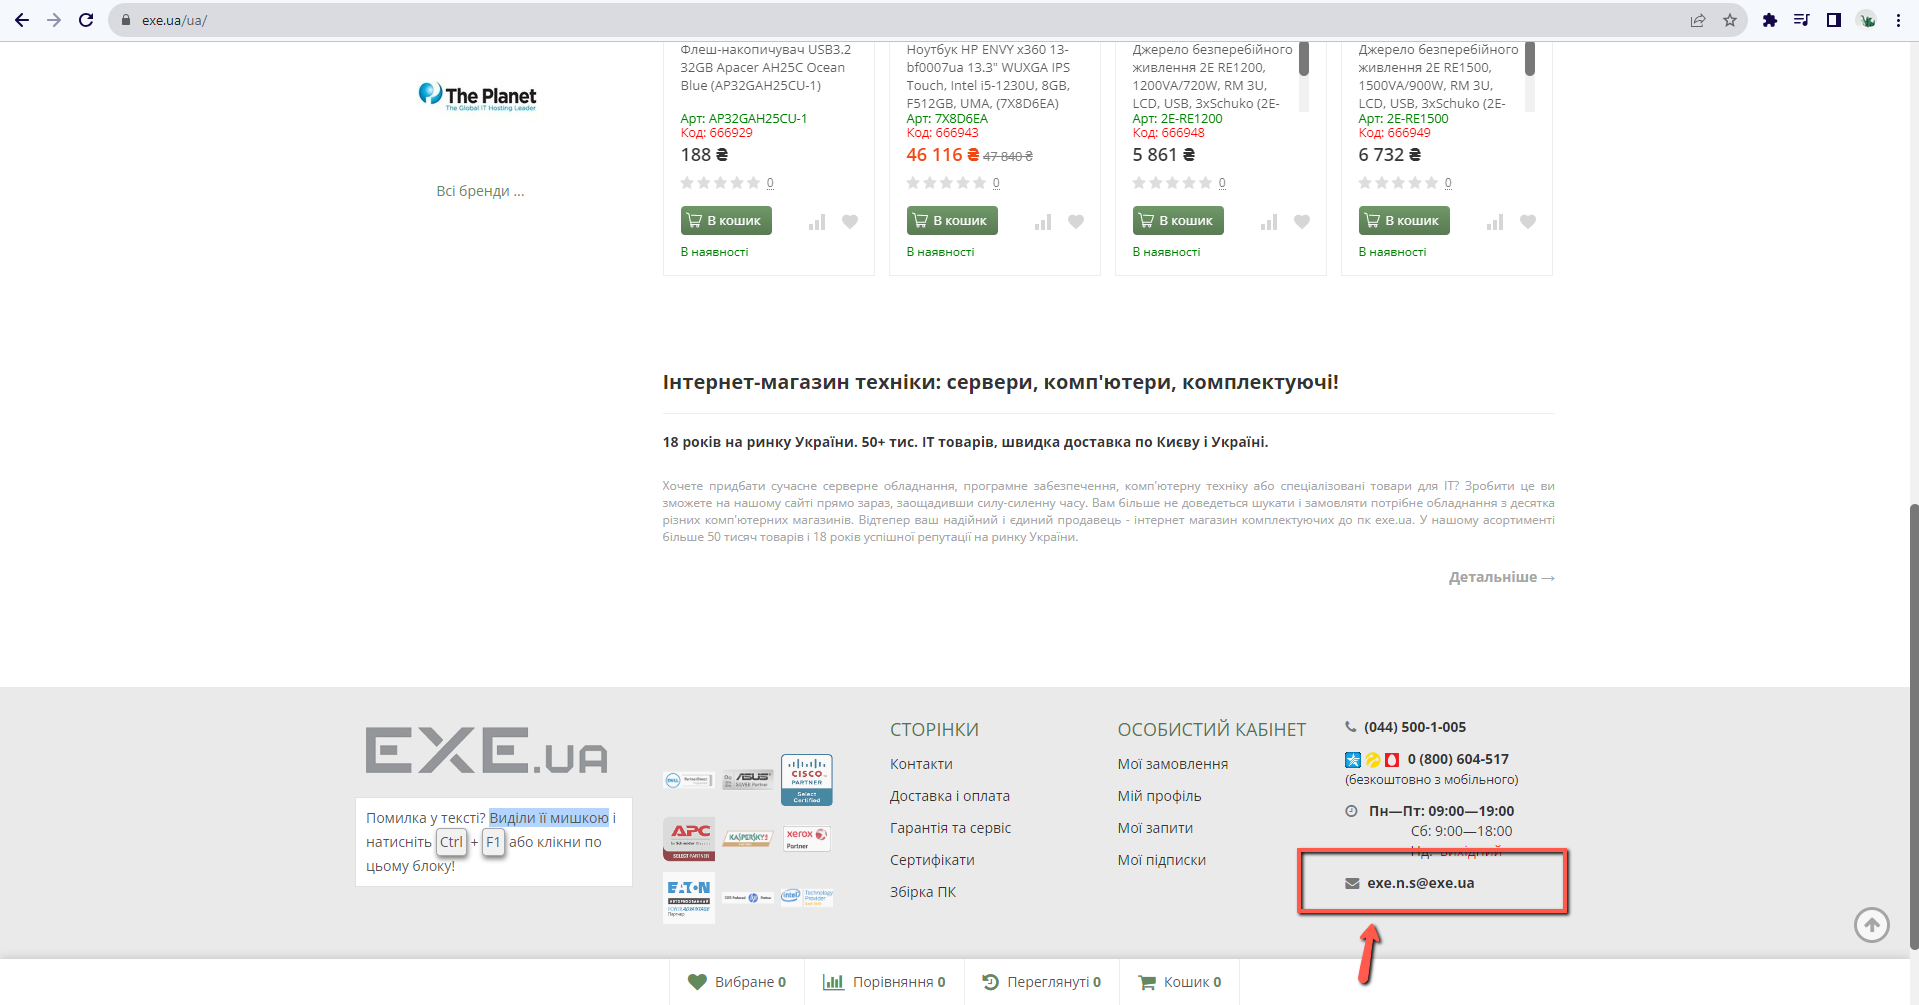 exe.ua/ua/
The Planet
The Global IT Hosting Leader
Всі бренди ...
Флеш-накопичувач USB3.2
32GB Apacer AH25C Ocean
Blue (AP32GAH25CU-1)
Арт: AP32GAH25CU-1
Код: 666929
188 ₴
0
В кошик
В наявності
Ноутбук HP ENVY x360 13-
bf0007ua 13.3" WUXGA IPS
Touch, Intel i5-1230U, 8GB,
F512GB, UMA, (7X8D6EA)
Арт: 7X8D6EA
Код: 666943
46 116 ₴ 47 840 ₴
0
В кошик
В наявності
Джерело безперебійного
живлення 2E RE1200,
1200VA/720W, RM 3U,
LCD, USB, 3xSchuko (2E-
Арт: 2E-RE1200
Код: 666948
5 861 ₴
0
В кошик
В наявності
Джерело безперебійного
живлення 2E RE1500,
1500VA/900W, RM 3U,
LCD, USB, 3xSchuko (2E-
Арт: 2E-RE1500
Код: 666949
6 732 ₴
0
В кошик
В наявності
Інтернет-магазин техніки: сервери, комп'ютери, комплектуючі!
18 років на ринку України. 50+ тис. IT товарів, швидка доставка по Києву і Україні.
Хочете придбати сучасне серверне обладнання, програмне забезпечення, комп'ютерну техніку або спеціалізовані товари для IT? Зробити це ви
зможете на нашому сайті прямо зараз, заощадивши силу-силенну часу. Вам більше не доведеться шукати і замовляти потрібне обладнання з десятка
різних комп'ютерних магазинів. Відтепер ваш надійний і єдиний продавець - інтернет магазин комплектуючих до пк exe.ua. У нашому асортименті
більше 50 тисяч товарів і 18 років успішної репутації на ринку України.
Детальніше →
EXE.UA
Помилка у тексті? Виділи її мишкою і
натисніть Ctrl + F1 або клікни по
цьому блоку!
DELL
ASUS
CISCO
PARTNER
Select
Certified
APC
by Schneider Electric
SELECT PARTNER
KASPERSKY
xerox
Partner
EATON
Партнер
hp
intel Technology
Provider
СТОРІНКИ
Контакти
Доставка і оплата
Гарантія та сервіс
Сертифікати
Збірка ПК
ОСОБИСТИЙ КАБІНЕТ
Мої замовлення
Мій профіль
Мої запити
Мої підписки
(044) 500-1-005
0 (800) 604-517
(безкоштовно з мобільного)
Пн—Пт: 09:00—19:00
Сб: 9:00—18:00
Нд: вихідний
exe.n.s@exe.ua
Вибране 0
Порівняння 0
Переглянуті 0
Кошик 0